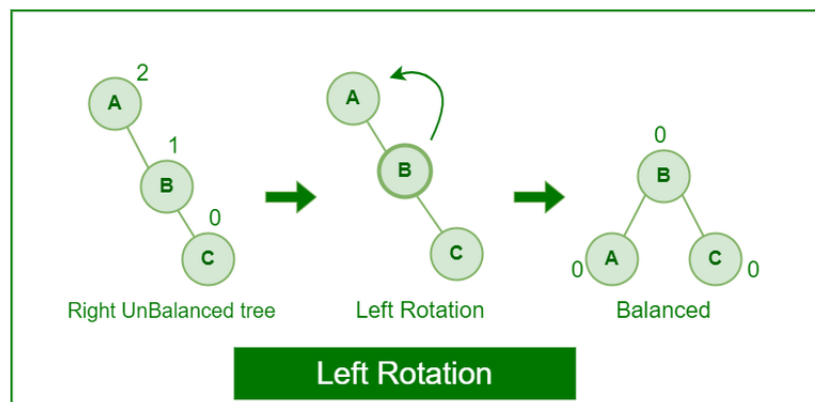 A 2
B 1
C 0
Right UnBalanced tree
A
B
C
Left Rotation
0
B
0 A
C 0
Balanced
Left Rotation